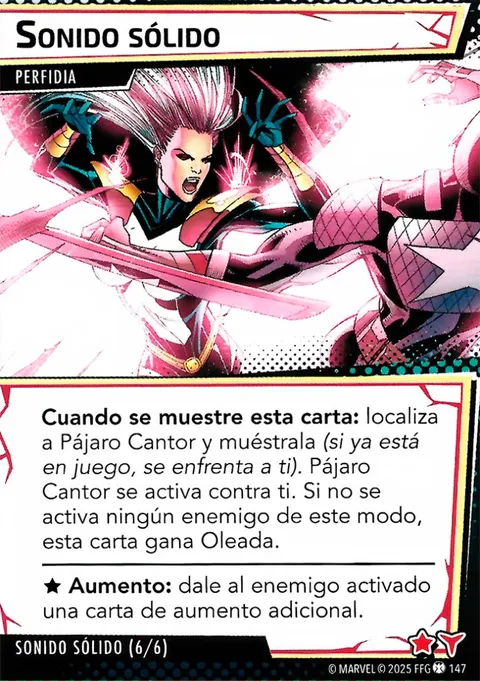 Sonido sólido
PERFIDIA
Cuando se muestre esta carta: localiza
a Pájaro Cantor y muéstrala (si ya está
en juego, se enfrenta a ti). Pájaro
Cantor se activa contra ti. Si no se
activa ningún enemigo de este modo,
esta carta gana Oleada.
★ Aumento: dale al enemigo activado
una carta de aumento adicional.
SONIDO SÓLIDO (6/6)
© MARVEL © 2025 FFG 147